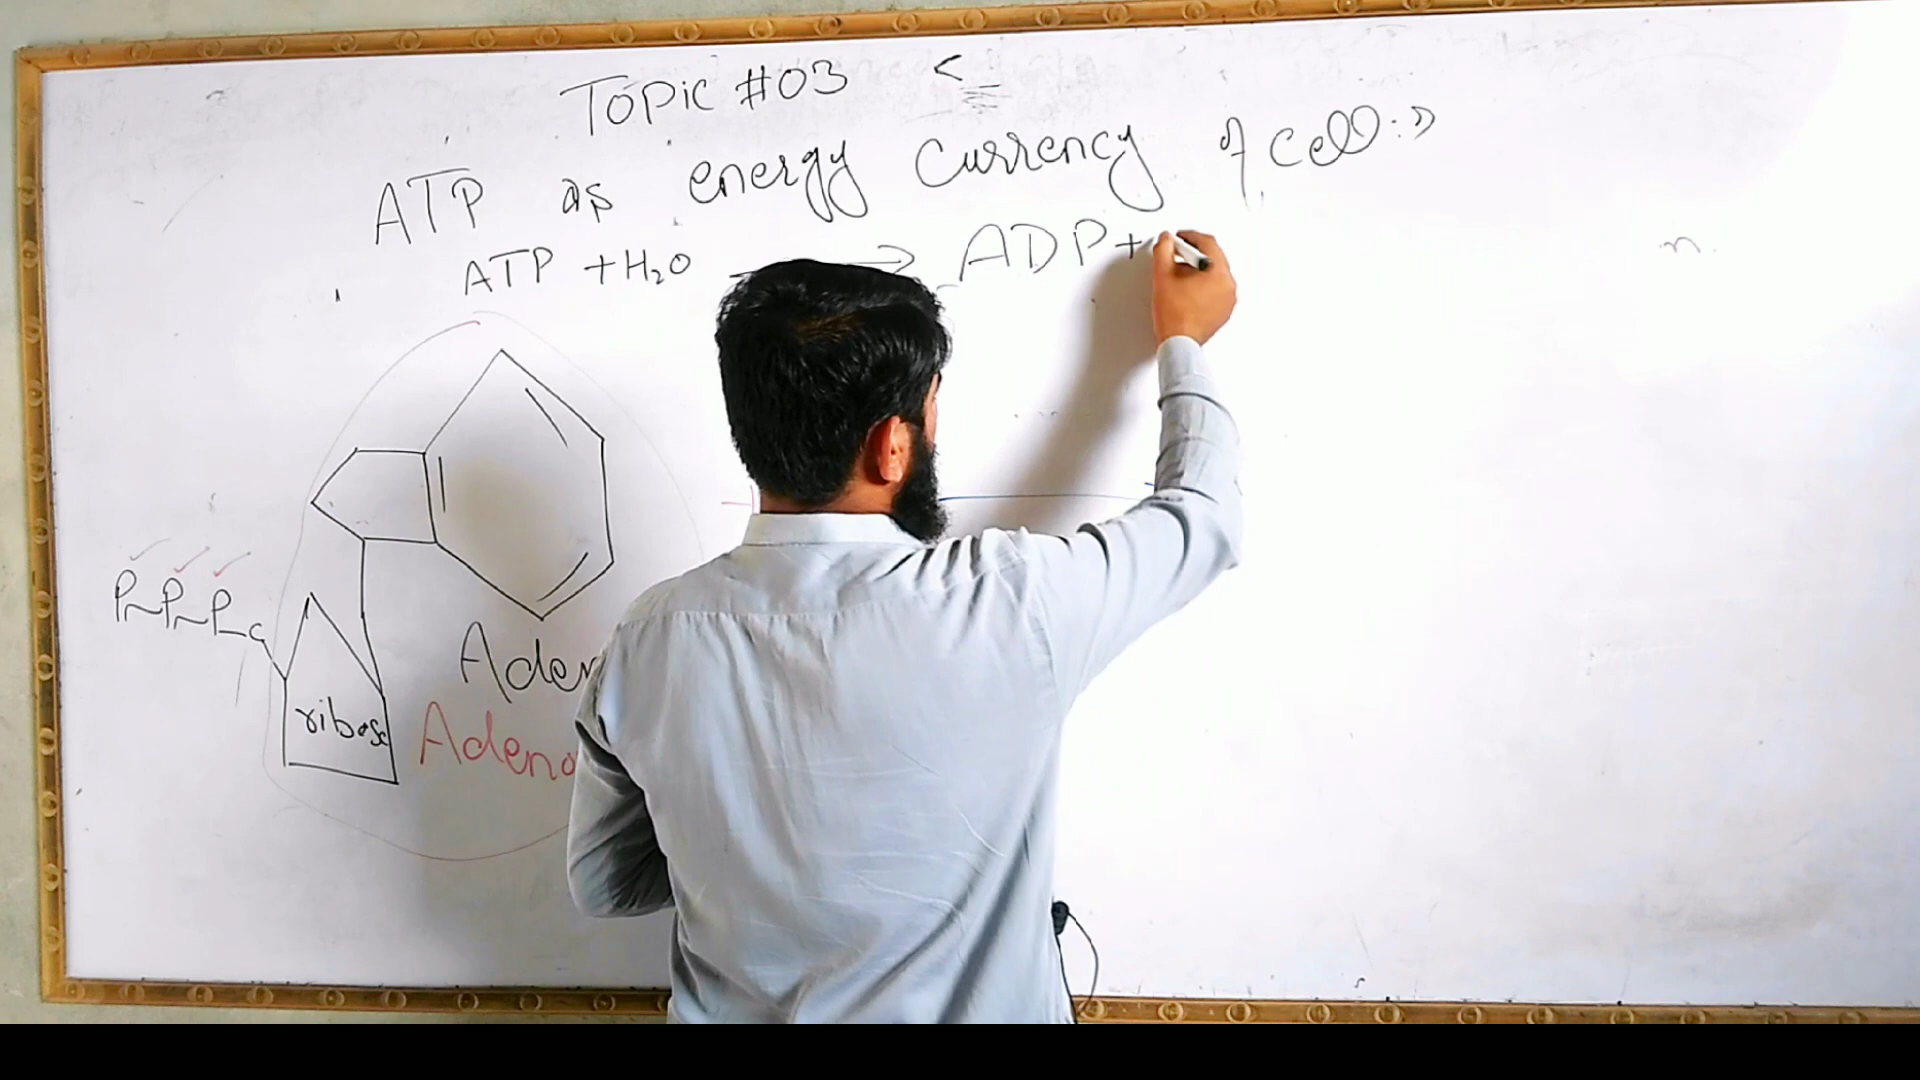 Topic #03
ATP as energy currency of cell:»
ATP + H₂O → ADP +
P~P~P-C
ribose
Aden
Adeno
n